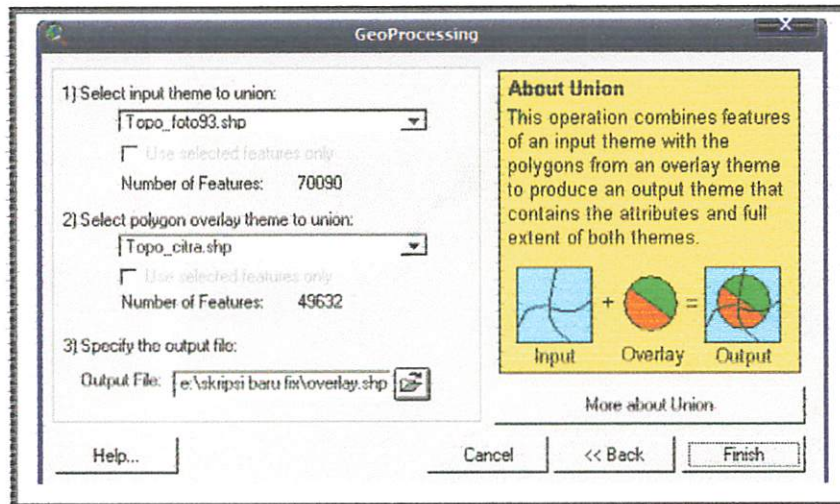 GeoProcessing
1) Select input theme to union:
Topo_foto93.shp
Use selected features only
Number of Features: 70090
2) Select polygon overlay theme to union:
Topo_citra.shp
Use selected features only
Number of Features: 49632
3) Specify the output file:
Output File: e:\skripsi baru fix\overlay.shp
About Union
This operation combines features
of an input theme with the
polygons from an overlay theme
to produce an output theme that
contains the attributes and full
extent of both themes.
+ =
Input Overlay Output
More about Union
Help... Cancel << Back Finish